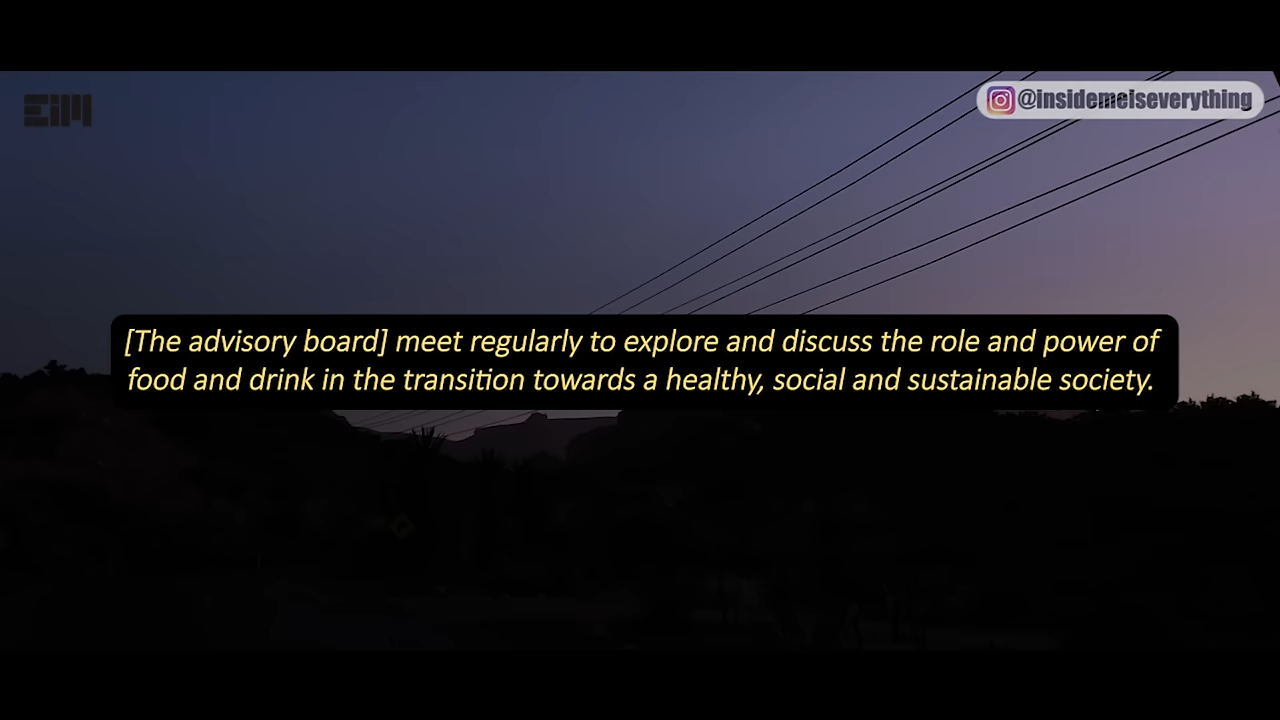 EiM
@insidemeiseverything
[The advisory board] meet regularly to explore and discuss the role and power of
food and drink in the transition towards a healthy, social and sustainable society.